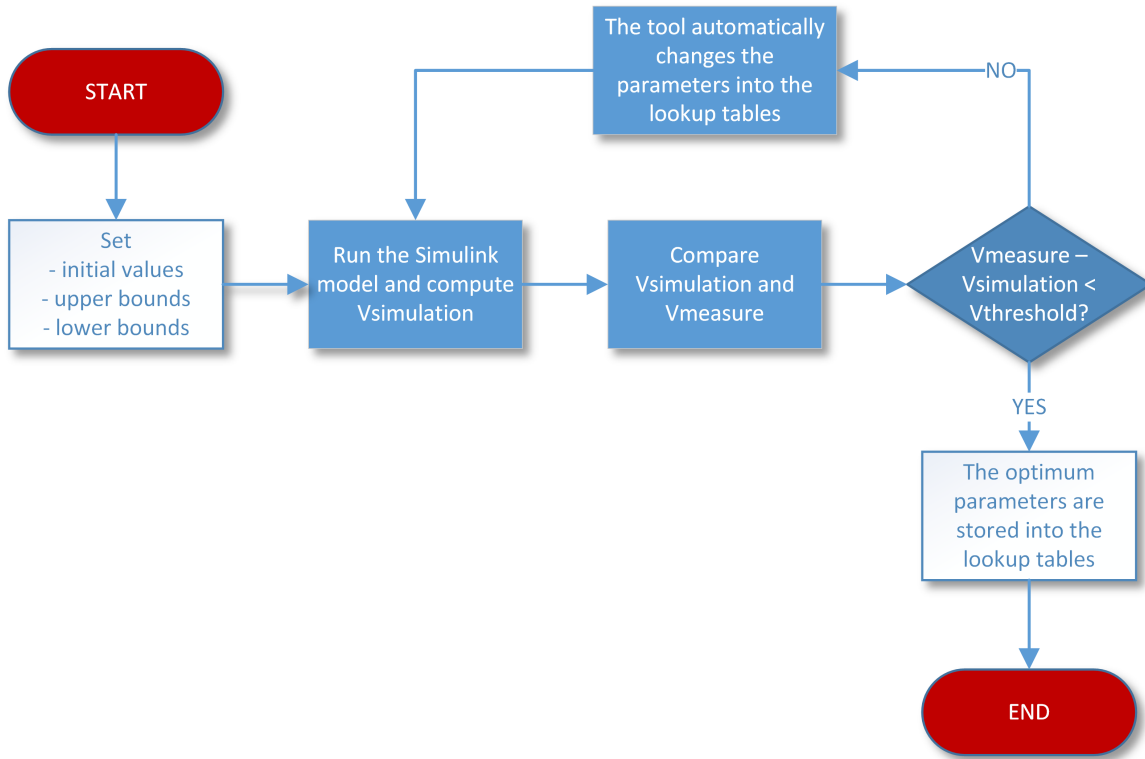 START
Set
- initial values
- upper bounds
- lower bounds
Run the Simulink
model and compute
Vsimulation
Compare
Vsimulation and
Vmeasure
Vmeasure –
Vsimulation <
Vthreshold?
NO
The tool automatically
changes the
parameters into the
lookup tables
YES
The optimum
parameters are
stored into the
lookup tables
END